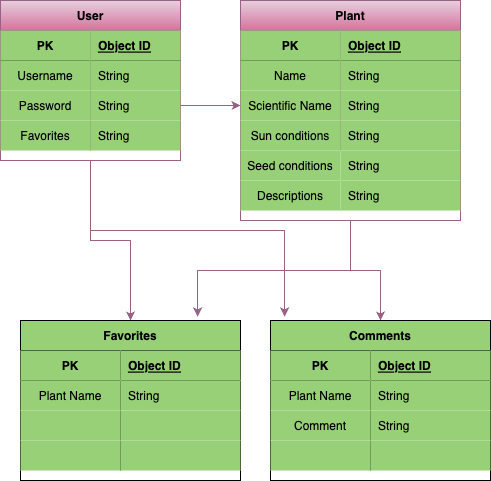 User
PK Object ID
Username String
Password String
Favorites String
Plant
PK Object ID
Name String
Scientific Name String
Sun conditions String
Seed conditions String
Descriptions String
Favorites
PK Object ID
Plant Name String
Comments
PK Object ID
Plant Name String
Comment String